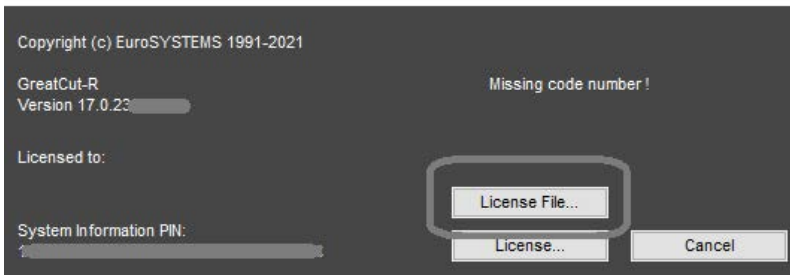 Copyright (c) EuroSYSTEMS 1991-2021
GreatCut-R
Missing code number !
Version 17.0.23
Licensed to:
License File...
System Information PIN:
License...
Cancel